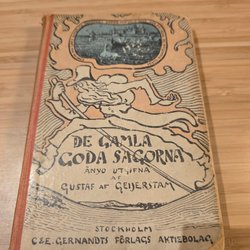 DE GAMLA
GODA SAGORNA
ÅNYO UTGIFNA
AF
GUSTAF AF GEIJERSTAM
STOCKHOLM
C&E. GERNANDTS FÖRLAGS AKTIEBOLAG